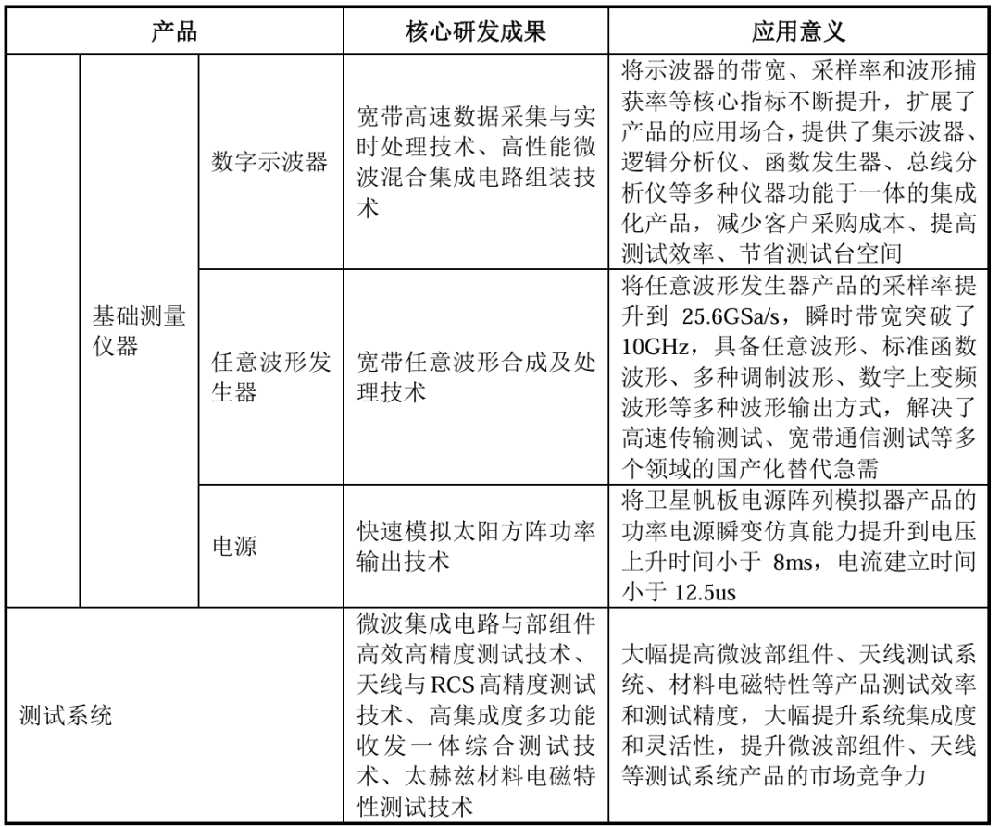 产品
核心研发成果
应用意义
基础测量
仪器
数字示波器
宽带高速数据采集与实
时处理技术、高性能微
波混合集成电路组装技
术
将示波器的带宽、采样率和波形捕
获率等核心指标不断提升，扩展了
产品的应用场合，提供了集示波器、
逻辑分析仪、函数发生器、总线分
析仪等多种仪器功能于一体的集成
化产品，减少客户采购成本、提高
测试效率、节省测试台空间
任意波形发
生器
宽带任意波形合成及处
理技术
将任意波形发生器产品的采样率提
升到 25.6GSa/s，瞬时带宽突破了
10GHz，具备任意波形、标准函数
波形、多种调制波形、数字上变频
波形等多种波形输出方式，解决了
高速传输测试、宽带通信测试等多
个领域的国产化替代急需
电源
快速模拟太阳方阵功率
输出技术
将卫星帆板电源阵列模拟器产品的
功率电源瞬变仿真能力提升到电压
上升时间小于 8ms，电流建立时间
小于 12.5us
测试系统
微波集成电路与部组件
高效高精度测试技术、
天线与 RCS 高精度测试
技术、高集成度多功能
收发一体综合测试技
术、太赫兹材料电磁特
性测试技术
大幅提高微波部组件、天线测试系
统、材料电磁特性等产品测试效率
和测试精度，大幅提升系统集成度
和灵活性，提升微波部组件、天线
等测试系统产品的市场竞争力